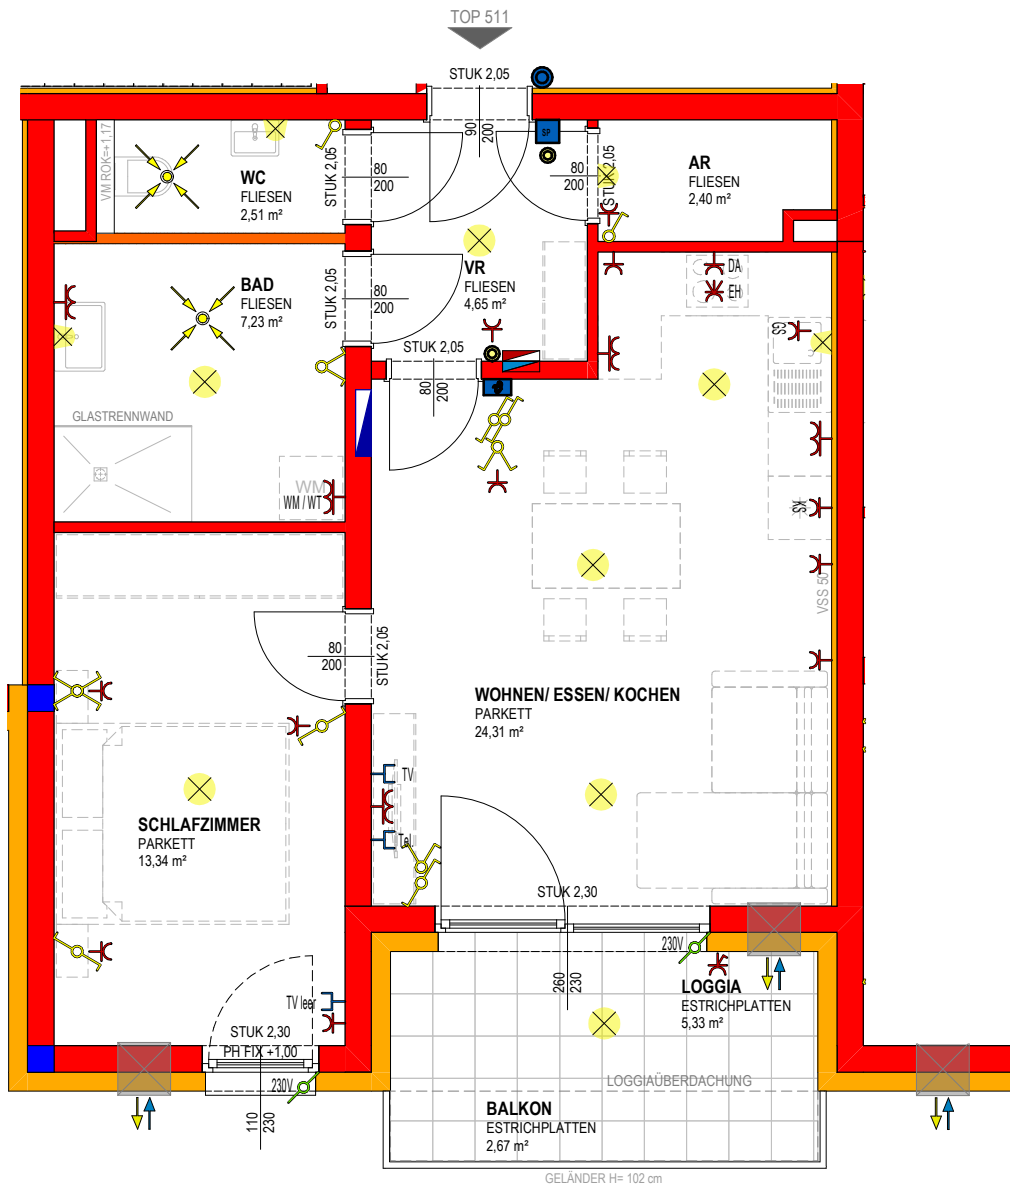 TOP 511
STUK 2,05
90
200
SP
VM ROK=+1,17
WC
FLIESEN
2,51 m²
STUK 2,05
80
200
80
200
STUK 2,05
AR
FLIESEN
2,40 m²
BAD
FLIESEN
7,23 m²
STUK 2,05
80
200
VR
FLIESEN
4,65 m²
DA
EH
GS
STUK 2,05
80
200
GLASTRENNWAND
WM
WM / WT
KS
VSS 50
80
200
STUK 2,05
WOHNEN/ ESSEN/ KOCHEN
PARKETT
24,31 m²
TV
Tel
SCHLAFZIMMER
PARKETT
13,34 m²
STUK 2,30
230V
260
230
LOGGIA
ESTRICHPLATTEN
5,33 m²
TV leer
STUK 2,30
PH FIX +1,00
230V
110
230
LOGGIAÜBERDACHUNG
BALKON
ESTRICHPLATTEN
2,67 m²
GELÄNDER H= 102 cm